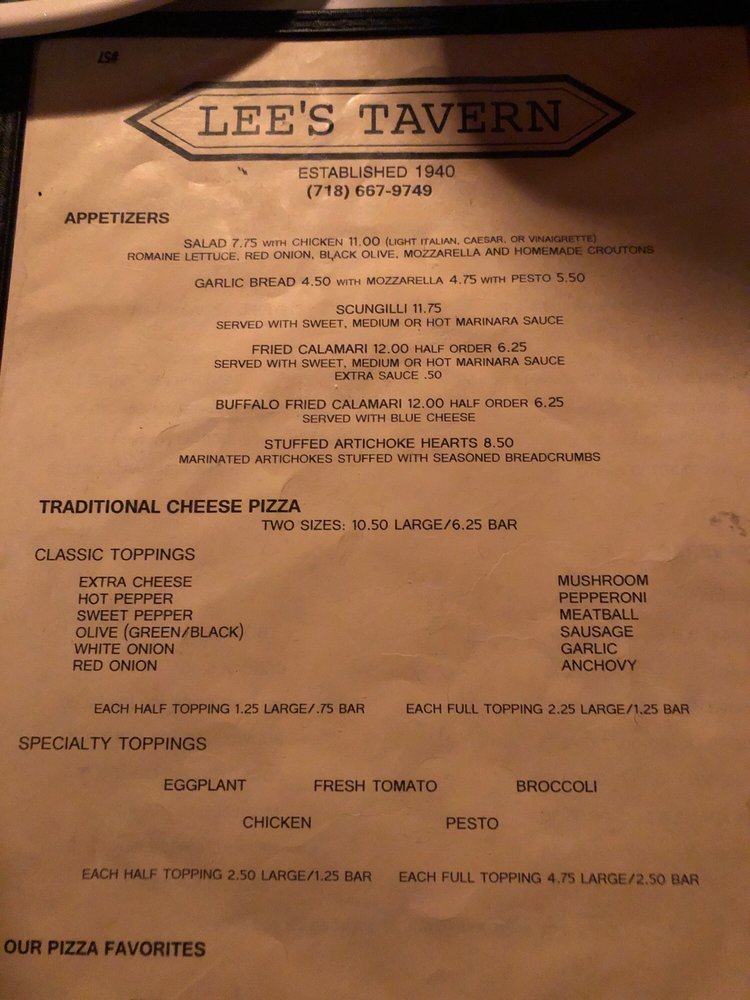 #57
LEE'S TAVERN
ESTABLISHED 1940
(718) 667-9749
APPETIZERS
SALAD 7.75 WITH CHICKEN 11.00 (LIGHT ITALIAN, CAESAR, OR VINAIGRETTE)
ROMAINE LETTUCE, RED ONION, BLACK OLIVE, MOZZARELLA AND HOMEMADE CROUTONS
GARLIC BREAD 4.50 WITH MOZZARELLA 4.75 WITH PESTO 5.50
SCUNGILLI 11.75
SERVED WITH SWEET, MEDIUM OR HOT MARINARA SAUCE
FRIED CALAMARI 12.00 HALF ORDER 6.25
SERVED WITH SWEET, MEDIUM OR HOT MARINARA SAUCE
EXTRA SAUCE .50
BUFFALO FRIED CALAMARI 12.00 HALF ORDER 6.25
SERVED WITH BLUE CHEESE
STUFFED ARTICHOKE HEARTS 8.50
MARINATED ARTICHOKES STUFFED WITH SEASONED BREADCRUMBS
TRADITIONAL CHEESE PIZZA
TWO SIZES: 10.50 LARGE/6.25 BAR
CLASSIC TOPPINGS
EXTRA CHEESE MUSHROOM
HOT PEPPER PEPPERONI
SWEET PEPPER MEATBALL
OLIVE (GREEN/BLACK) SAUSAGE
WHITE ONION GARLIC
RED ONION ANCHOVY
EACH HALF TOPPING 1.25 LARGE/.75 BAR EACH FULL TOPPING 2.25 LARGE/1.25 BAR
SPECIALTY TOPPINGS
EGGPLANT FRESH TOMATO BROCCOLI
CHICKEN PESTO
EACH HALF TOPPING 2.50 LARGE/1.25 BAR EACH FULL TOPPING 4.75 LARGE/2.50 BAR
OUR PIZZA FAVORITES